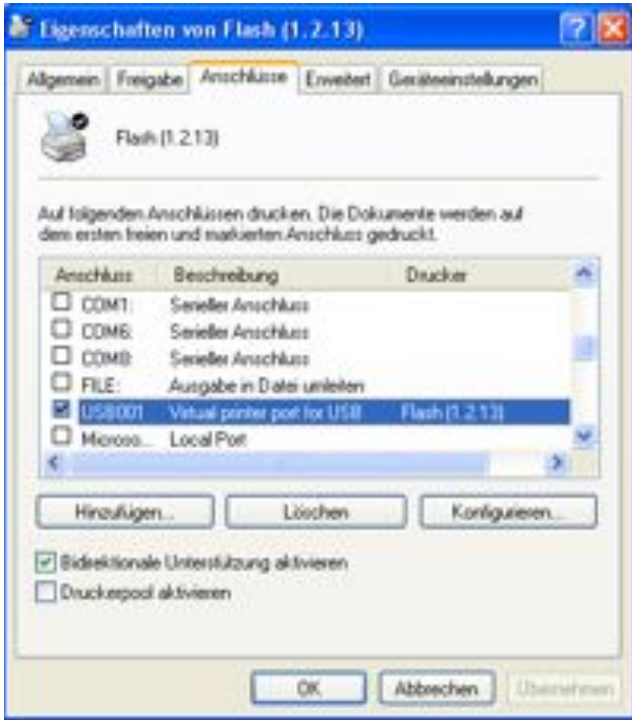 Eigenschaften von Flash (1.2.13)
Allgemein Freigabe Anschlüsse Erweitert Geräteeinstellungen
Flash (1.2.13)
Auf folgenden Anschlüssen drucken. Die Dokumente werden auf
dem ersten freien und markierten Anschluss gedruckt.
Anschluss Beschreibung Drucker
COM1: Serieller Anschluss
COM6: Serieller Anschluss
COM8: Serieller Anschluss
FILE: Ausgabe in Datei umleiten
USB001 Virtual printer port for USB Flash (1.2.13)
Microso... Local Port
Hinzufügen... Löschen Konfigurieren...
Bidirektionale Unterstützung aktivieren
Druckerpool aktivieren
OK Abbrechen Übernehmen